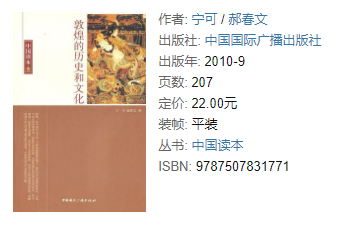 敦煌的历史和文化
中国读本
作者: 宁可 / 郝春文
出版社: 中国国际广播出版社
出版年: 2010-9
页数: 207
定价: 22.00元
装帧: 平装
丛书: 中国读本
ISBN: 9787507831771